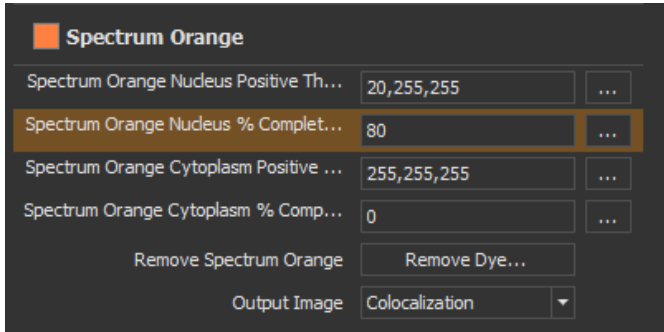 Spectrum Orange
Spectrum Orange Nucleus Positive Th... 20,255,255 ...
Spectrum Orange Nucleus % Complet... 80 ...
Spectrum Orange Cytoplasm Positive ... 255,255,255 ...
Spectrum Orange Cytoplasm % Comp... 0 ...
Remove Spectrum Orange Remove Dye...
Output Image Colocalization